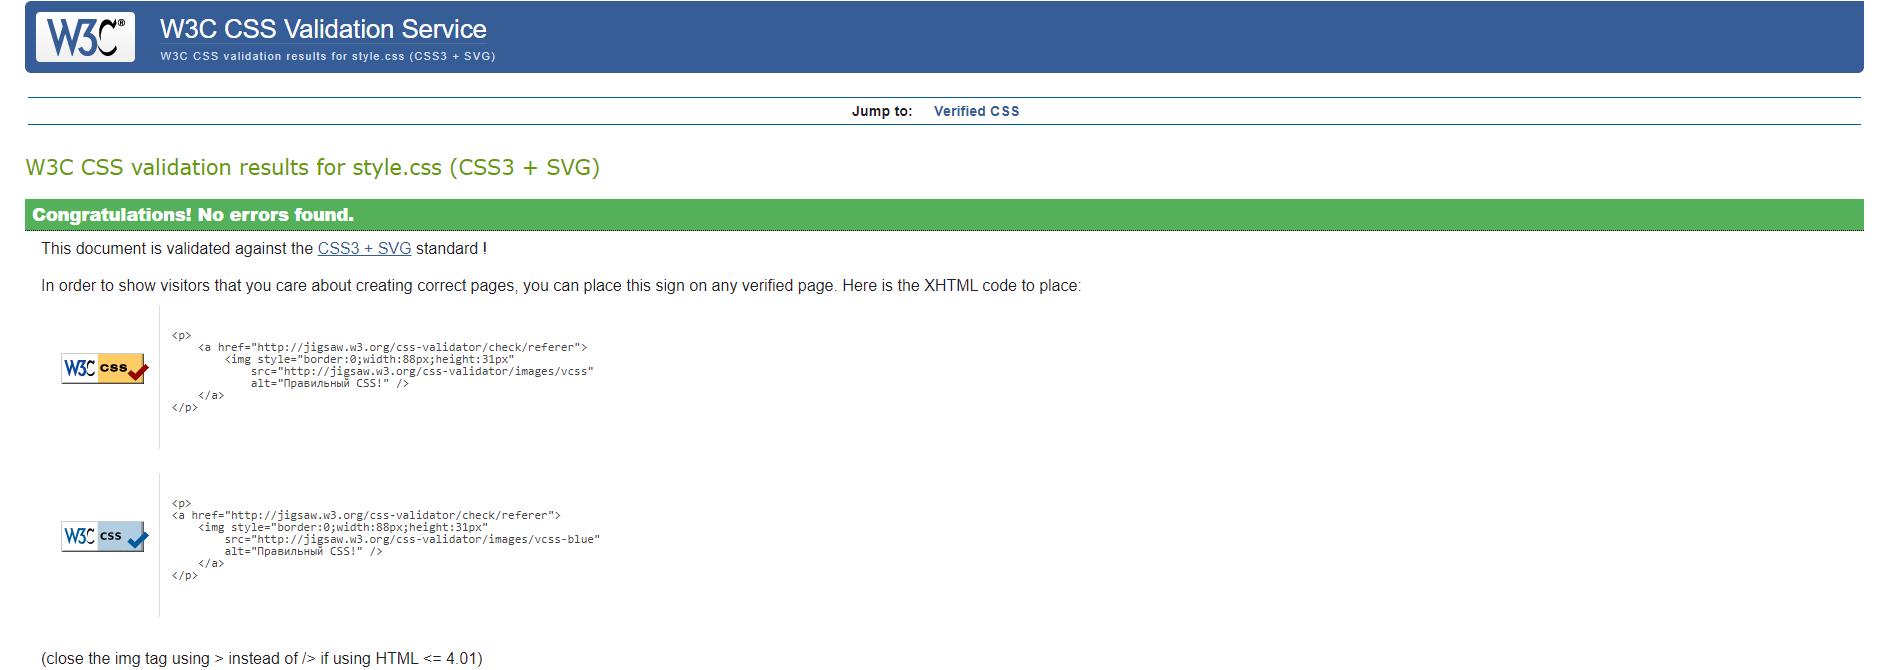 W3C®
W3C CSS Validation Service
W3C CSS validation results for style.css (CSS3 + SVG)
Jump to: Verified CSS
W3C CSS validation results for style.css (CSS3 + SVG)
Congratulations! No errors found.
This document is validated against the CSS3 + SVG standard !
In order to show visitors that you care about creating correct pages, you can place this sign on any verified page. Here is the XHTML code to place:
W3C css
<p>
<a href="http://jigsaw.w3.org/css-validator/check/referer">
<img style="border:0;width:88px;height:31px"
src="http://jigsaw.w3.org/css-validator/images/vcss"
alt="Правильный CSS!" />
</a>
</p>
W3C css
<p>
<a href="http://jigsaw.w3.org/css-validator/check/referer">
<img style="border:0;width:88px;height:31px"
src="http://jigsaw.w3.org/css-validator/images/vcss-blue"
alt="Правильный CSS!" />
</a>
</p>
(close the img tag using > instead of /> if using HTML <= 4.01)